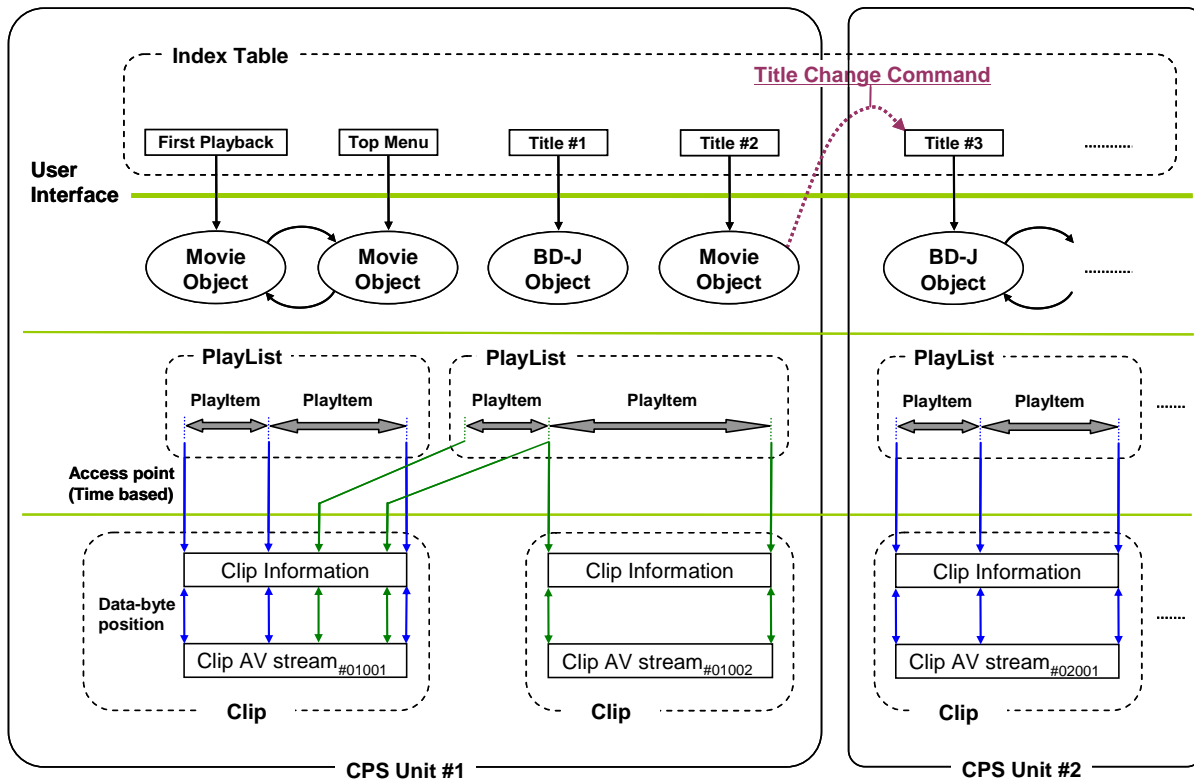 Index Table
Title Change Command
First Playback
Top Menu
Title #1
Title #2
Title #3
..........
User
Interface
Movie
Object
Movie
Object
BD-J
Object
Movie
Object
BD-J
Object
..........
PlayList
PlayList
PlayList
PlayItem
PlayItem
PlayItem
PlayItem
PlayItem
PlayItem
.......
Access point
(Time based)
Clip Information
Clip Information
Clip Information
Data-byte
position
.......
Clip AV stream#01001
Clip AV stream#01002
Clip AV stream#02001
Clip
Clip
Clip
CPS Unit #1
CPS Unit #2